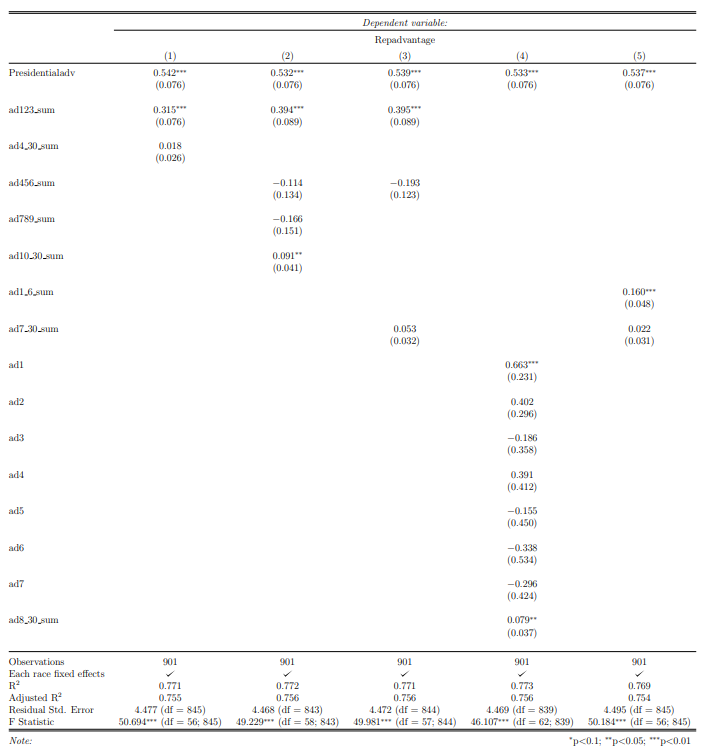 Dependent variable:
Repadvantage
(1) (2) (3) (4) (5)
Presidentialadv 0.542*** 0.532*** 0.539*** 0.533*** 0.537***
(0.076) (0.076) (0.076) (0.076) (0.076)
ad123_sum 0.315*** 0.394*** 0.395***
(0.076) (0.089) (0.089)
ad4_30_sum 0.018
(0.026)
ad456_sum −0.114 −0.193
(0.134) (0.123)
ad789_sum −0.166
(0.151)
ad10_30_sum 0.091**
(0.041)
ad1_6_sum 0.160***
(0.048)
ad7_30_sum 0.053 0.022
(0.032) (0.031)
ad1 0.663***
(0.231)
ad2 0.402
(0.296)
ad3 −0.186
(0.358)
ad4 0.391
(0.412)
ad5 −0.155
(0.450)
ad6 −0.338
(0.534)
ad7 −0.296
(0.424)
ad8_30_sum 0.079**
(0.037)
Observations 901 901 901 901 901
Each race fixed effects ✓ ✓ ✓ ✓ ✓
R² 0.771 0.772 0.771 0.773 0.769
Adjusted R² 0.755 0.756 0.756 0.756 0.754
Residual Std. Error 4.477 (df = 845) 4.468 (df = 843) 4.472 (df = 844) 4.469 (df = 839) 4.495 (df = 845)
F Statistic 50.694*** (df = 56; 845) 49.229*** (df = 58; 843) 49.981*** (df = 57; 844) 46.107*** (df = 62; 839) 50.184*** (df = 56; 845)
Note: *p<0.1; **p<0.05; ***p<0.01